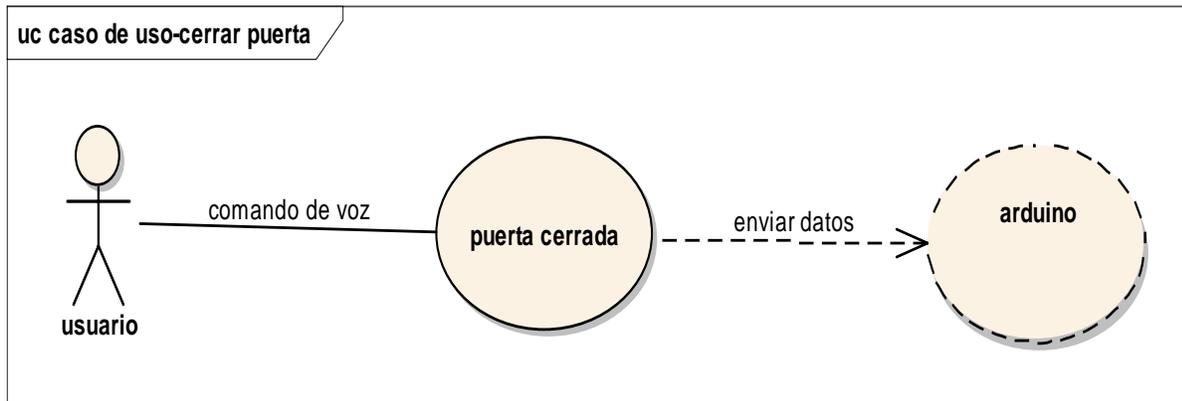 uc caso de uso-cerrar puerta
comando de voz
puerta cerrada
enviar datos
arduino
usuario